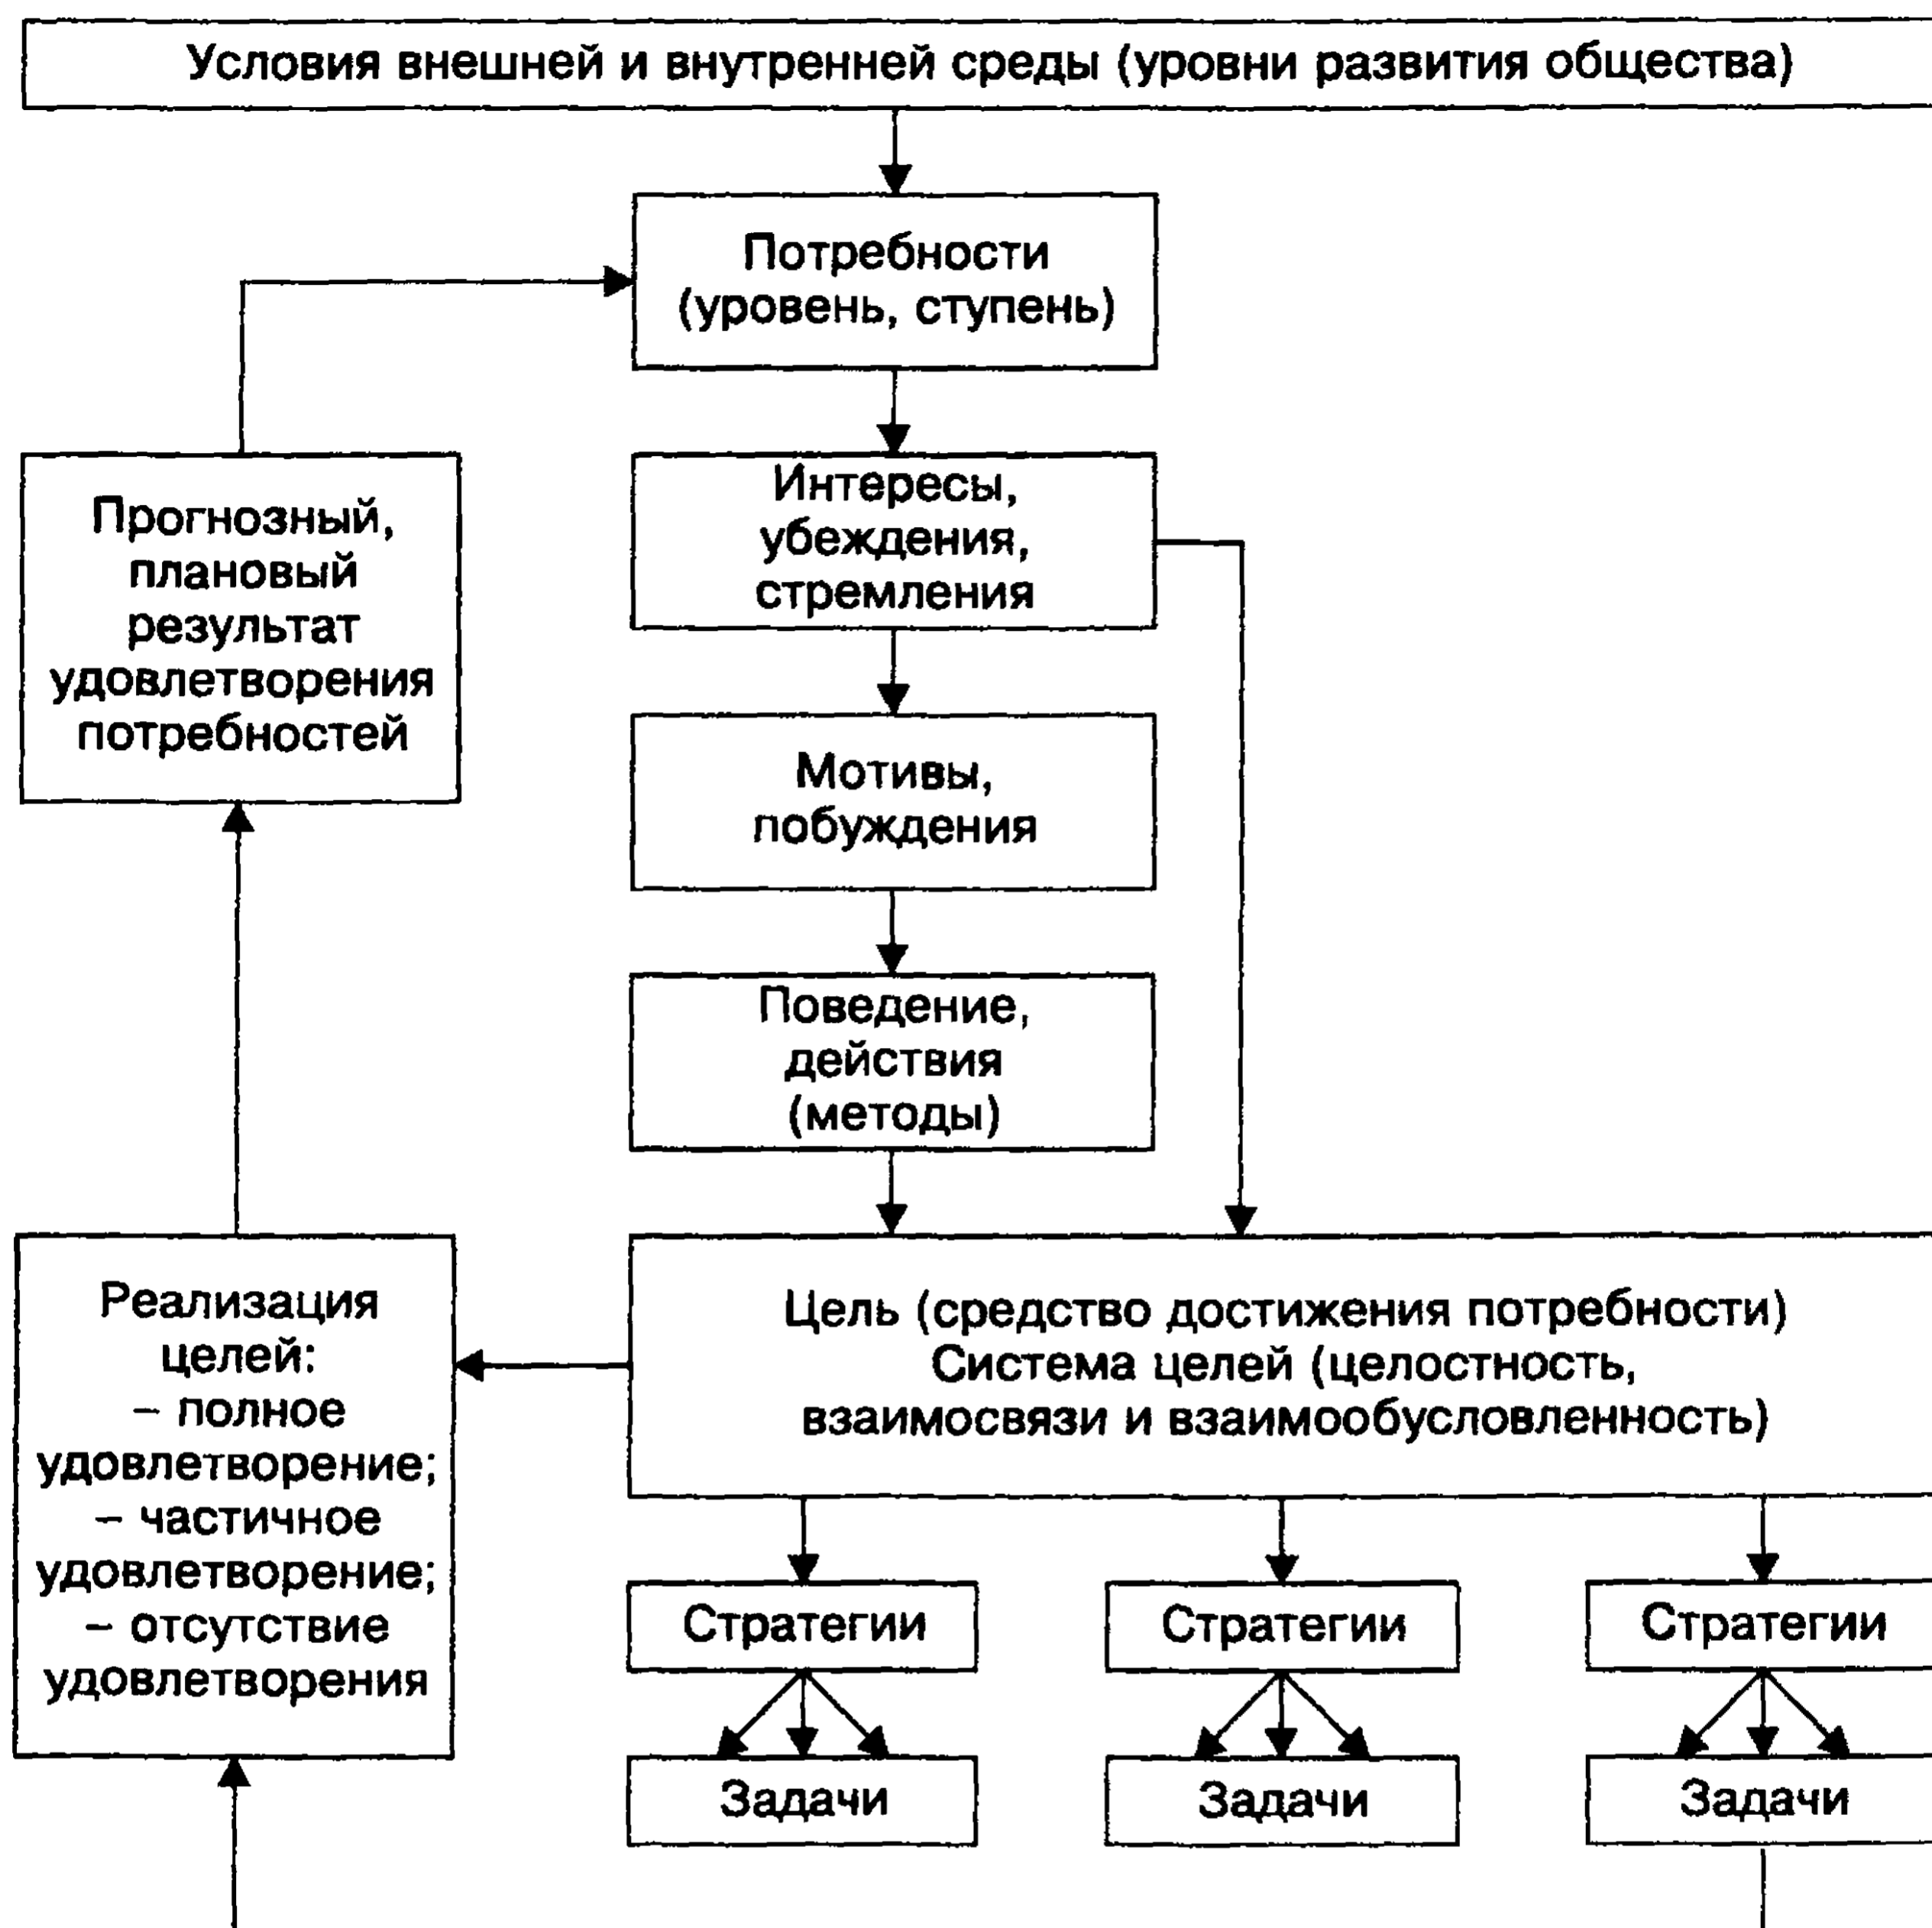 Условия внешней и внутренней среды (уровни развития общества)
Потребности
(уровень, ступень)
Прогнозный,
плановый
результат
удовлетворения
потребностей
Интересы,
убеждения,
стремления
Мотивы,
побуждения
Поведение,
действия
(методы)
Реализация
целей:
– полное
удовлетворение;
– частичное
удовлетворение;
– отсутствие
удовлетворения
Цель (средство достижения потребности)
Система целей (целостность,
взаимосвязи и взаимообусловленность)
Стратегии
Стратегии
Стратегии
Задачи
Задачи
Задачи